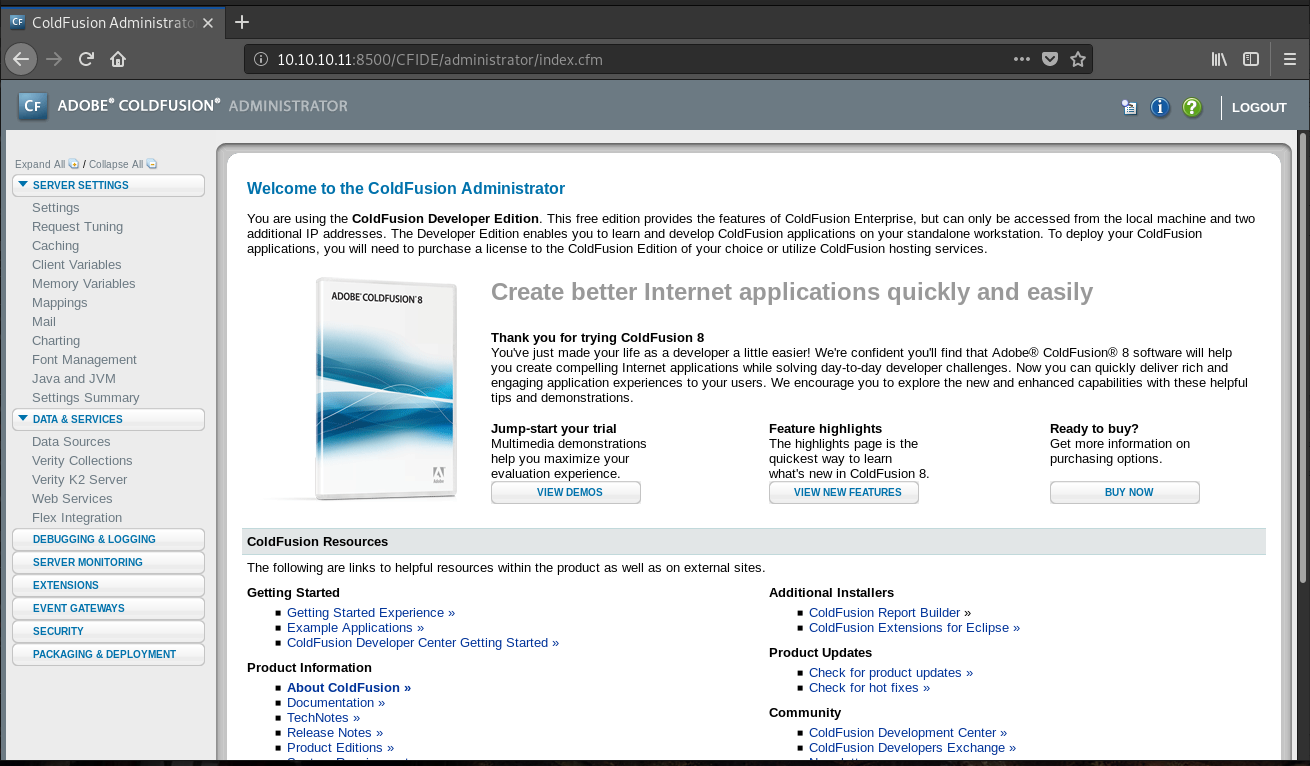 ColdFusion Administrato
10.10.10.11:8500/CFIDE/administrator/index.cfm
CF ADOBE® COLDFUSION® ADMINISTRATOR
LOGOUT
Expand All / Collapse All
SERVER SETTINGS
Settings
Request Tuning
Caching
Client Variables
Memory Variables
Mappings
Mail
Charting
Font Management
Java and JVM
Settings Summary
DATA & SERVICES
Data Sources
Verity Collections
Verity K2 Server
Web Services
Flex Integration
DEBUGGING & LOGGING
SERVER MONITORING
EXTENSIONS
EVENT GATEWAYS
SECURITY
PACKAGING & DEPLOYMENT
Welcome to the ColdFusion Administrator
You are using the ColdFusion Developer Edition. This free edition provides the features of ColdFusion Enterprise, but can only be accessed from the local machine and two
additional IP addresses. The Developer Edition enables you to learn and develop ColdFusion applications on your standalone workstation. To deploy your ColdFusion
applications, you will need to purchase a license to the ColdFusion Edition of your choice or utilize ColdFusion hosting services.
ADOBE® COLDFUSION® 8
Adobe
Create better Internet applications quickly and easily
Thank you for trying ColdFusion 8
You've just made your life as a developer a little easier! We're confident you'll find that Adobe® ColdFusion® 8 software will help
you create compelling Internet applications while solving day-to-day developer challenges. Now you can quickly deliver rich and
engaging application experiences to your users. We encourage you to explore the new and enhanced capabilities with these helpful
tips and demonstrations.
Jump-start your trial
Multimedia demonstrations
help you maximize your
evaluation experience.
VIEW DEMOS
Feature highlights
The highlights page is the
quickest way to learn
what's new in ColdFusion 8.
VIEW NEW FEATURES
Ready to buy?
Get more information on
purchasing options.
BUY NOW
ColdFusion Resources
The following are links to helpful resources within the product as well as on external sites.
Getting Started
Getting Started Experience »
Example Applications »
ColdFusion Developer Center Getting Started »
Product Information
About ColdFusion »
Documentation »
TechNotes »
Release Notes »
Product Editions »
Additional Installers
ColdFusion Report Builder »
ColdFusion Extensions for Eclipse »
Product Updates
Check for product updates »
Check for hot fixes »
Community
ColdFusion Development Center »
ColdFusion Developers Exchange »